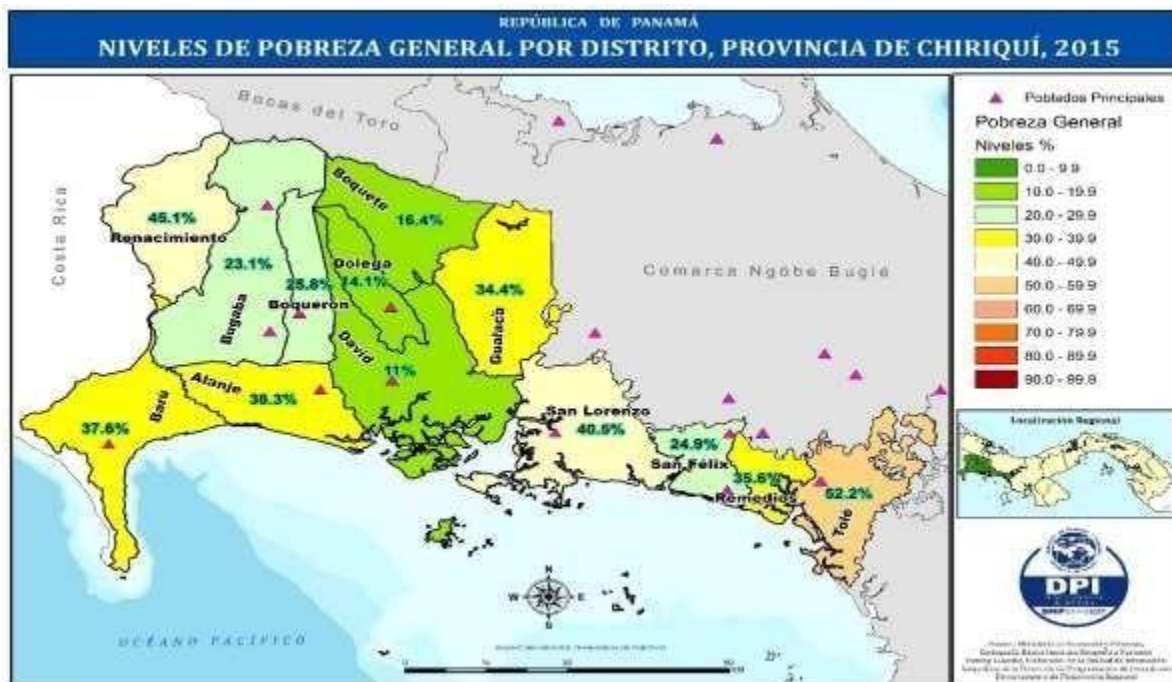 REPÚBLICA DE PANAMÁ
NIVELES DE POBREZA GENERAL POR DISTRITO, PROVINCIA DE CHIRIQUÍ, 2015
Bocas del Toro
Costa Rica
Boquete
16.4%
45.1%
Renacimiento
Dolega
14.1%
23.1%
25.8%
Boqueron
Bugaba
David
11%
34.4%
Gualaca
Comarca Ngöbe Buglé
Alanje
38.3%
Barú
37.6%
San Lorenzo
40.5%
24.9%
San Félix
35.6%
Remedios
52.2%
Tolé
N
W
E
S
OCÉANO PACÍFICO
Poblados Principales
Pobreza General
Niveles %
0.0 - 9.9
10.0 - 19.9
20.0 - 29.9
30.0 - 39.9
40.0 - 49.9
50.0 - 59.9
60.0 - 69.9
70.0 - 79.9
80.0 - 89.9
90.0 - 99.9
Localización Regional
DPI